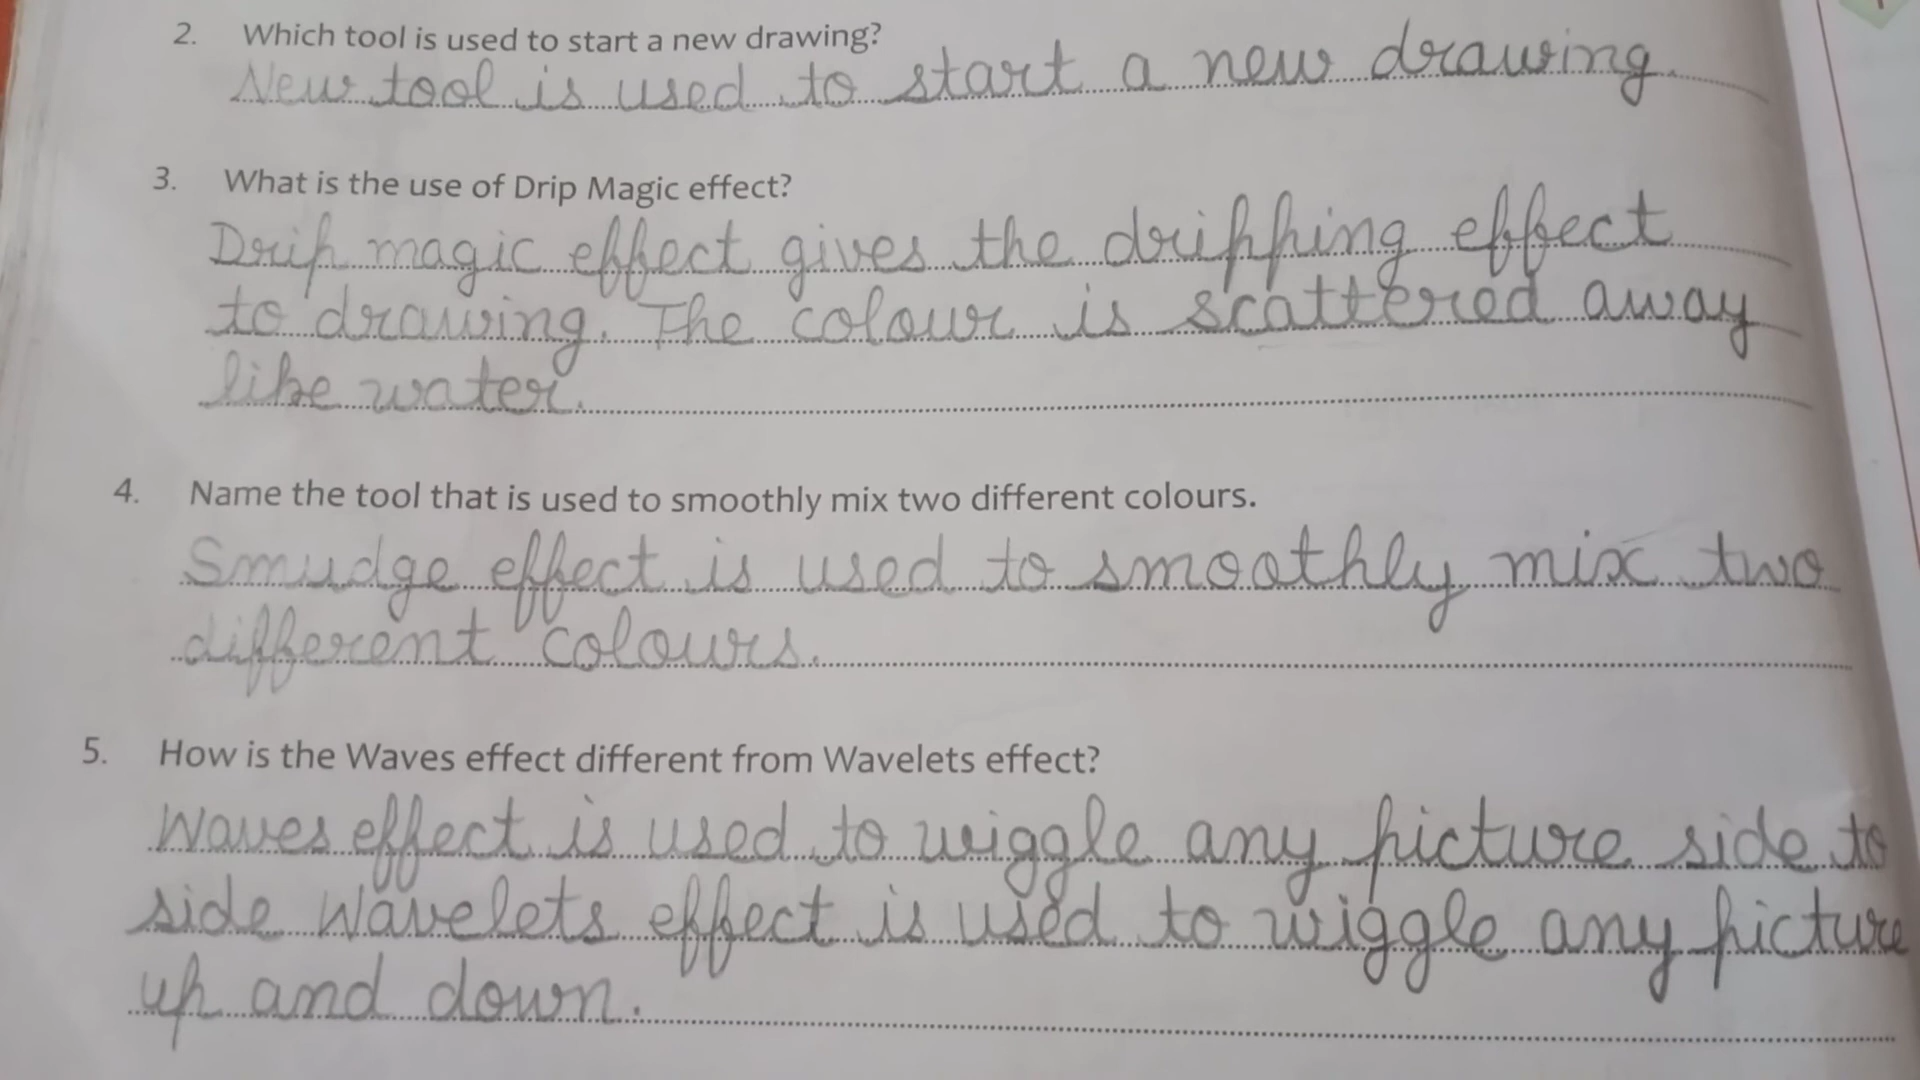 2. Which tool is used to start a new drawing?
New tool is used to start a new drawing.
3. What is the use of Drip Magic effect?
Drip magic effect gives the dripping effect
to drawing. The colour is scattered away
like water.
4. Name the tool that is used to smoothly mix two different colours.
Smudge effect is used to smoothly mix two
different colours.
5. How is the Waves effect different from Wavelets effect?
Waves effect is used to wiggle any picture side to
side Wavelets effect is used to wiggle any picture
up and down.